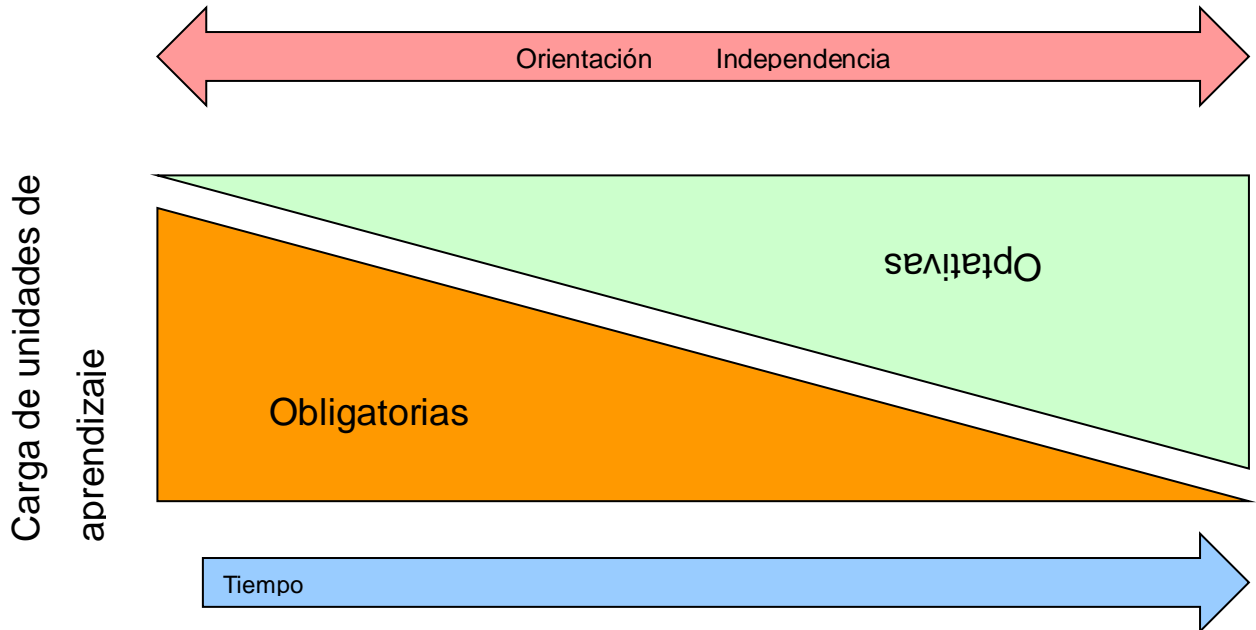 Orientación Independencia
Carga de unidades de
aprendizaje
Optativas
Obligatorias
Tiempo